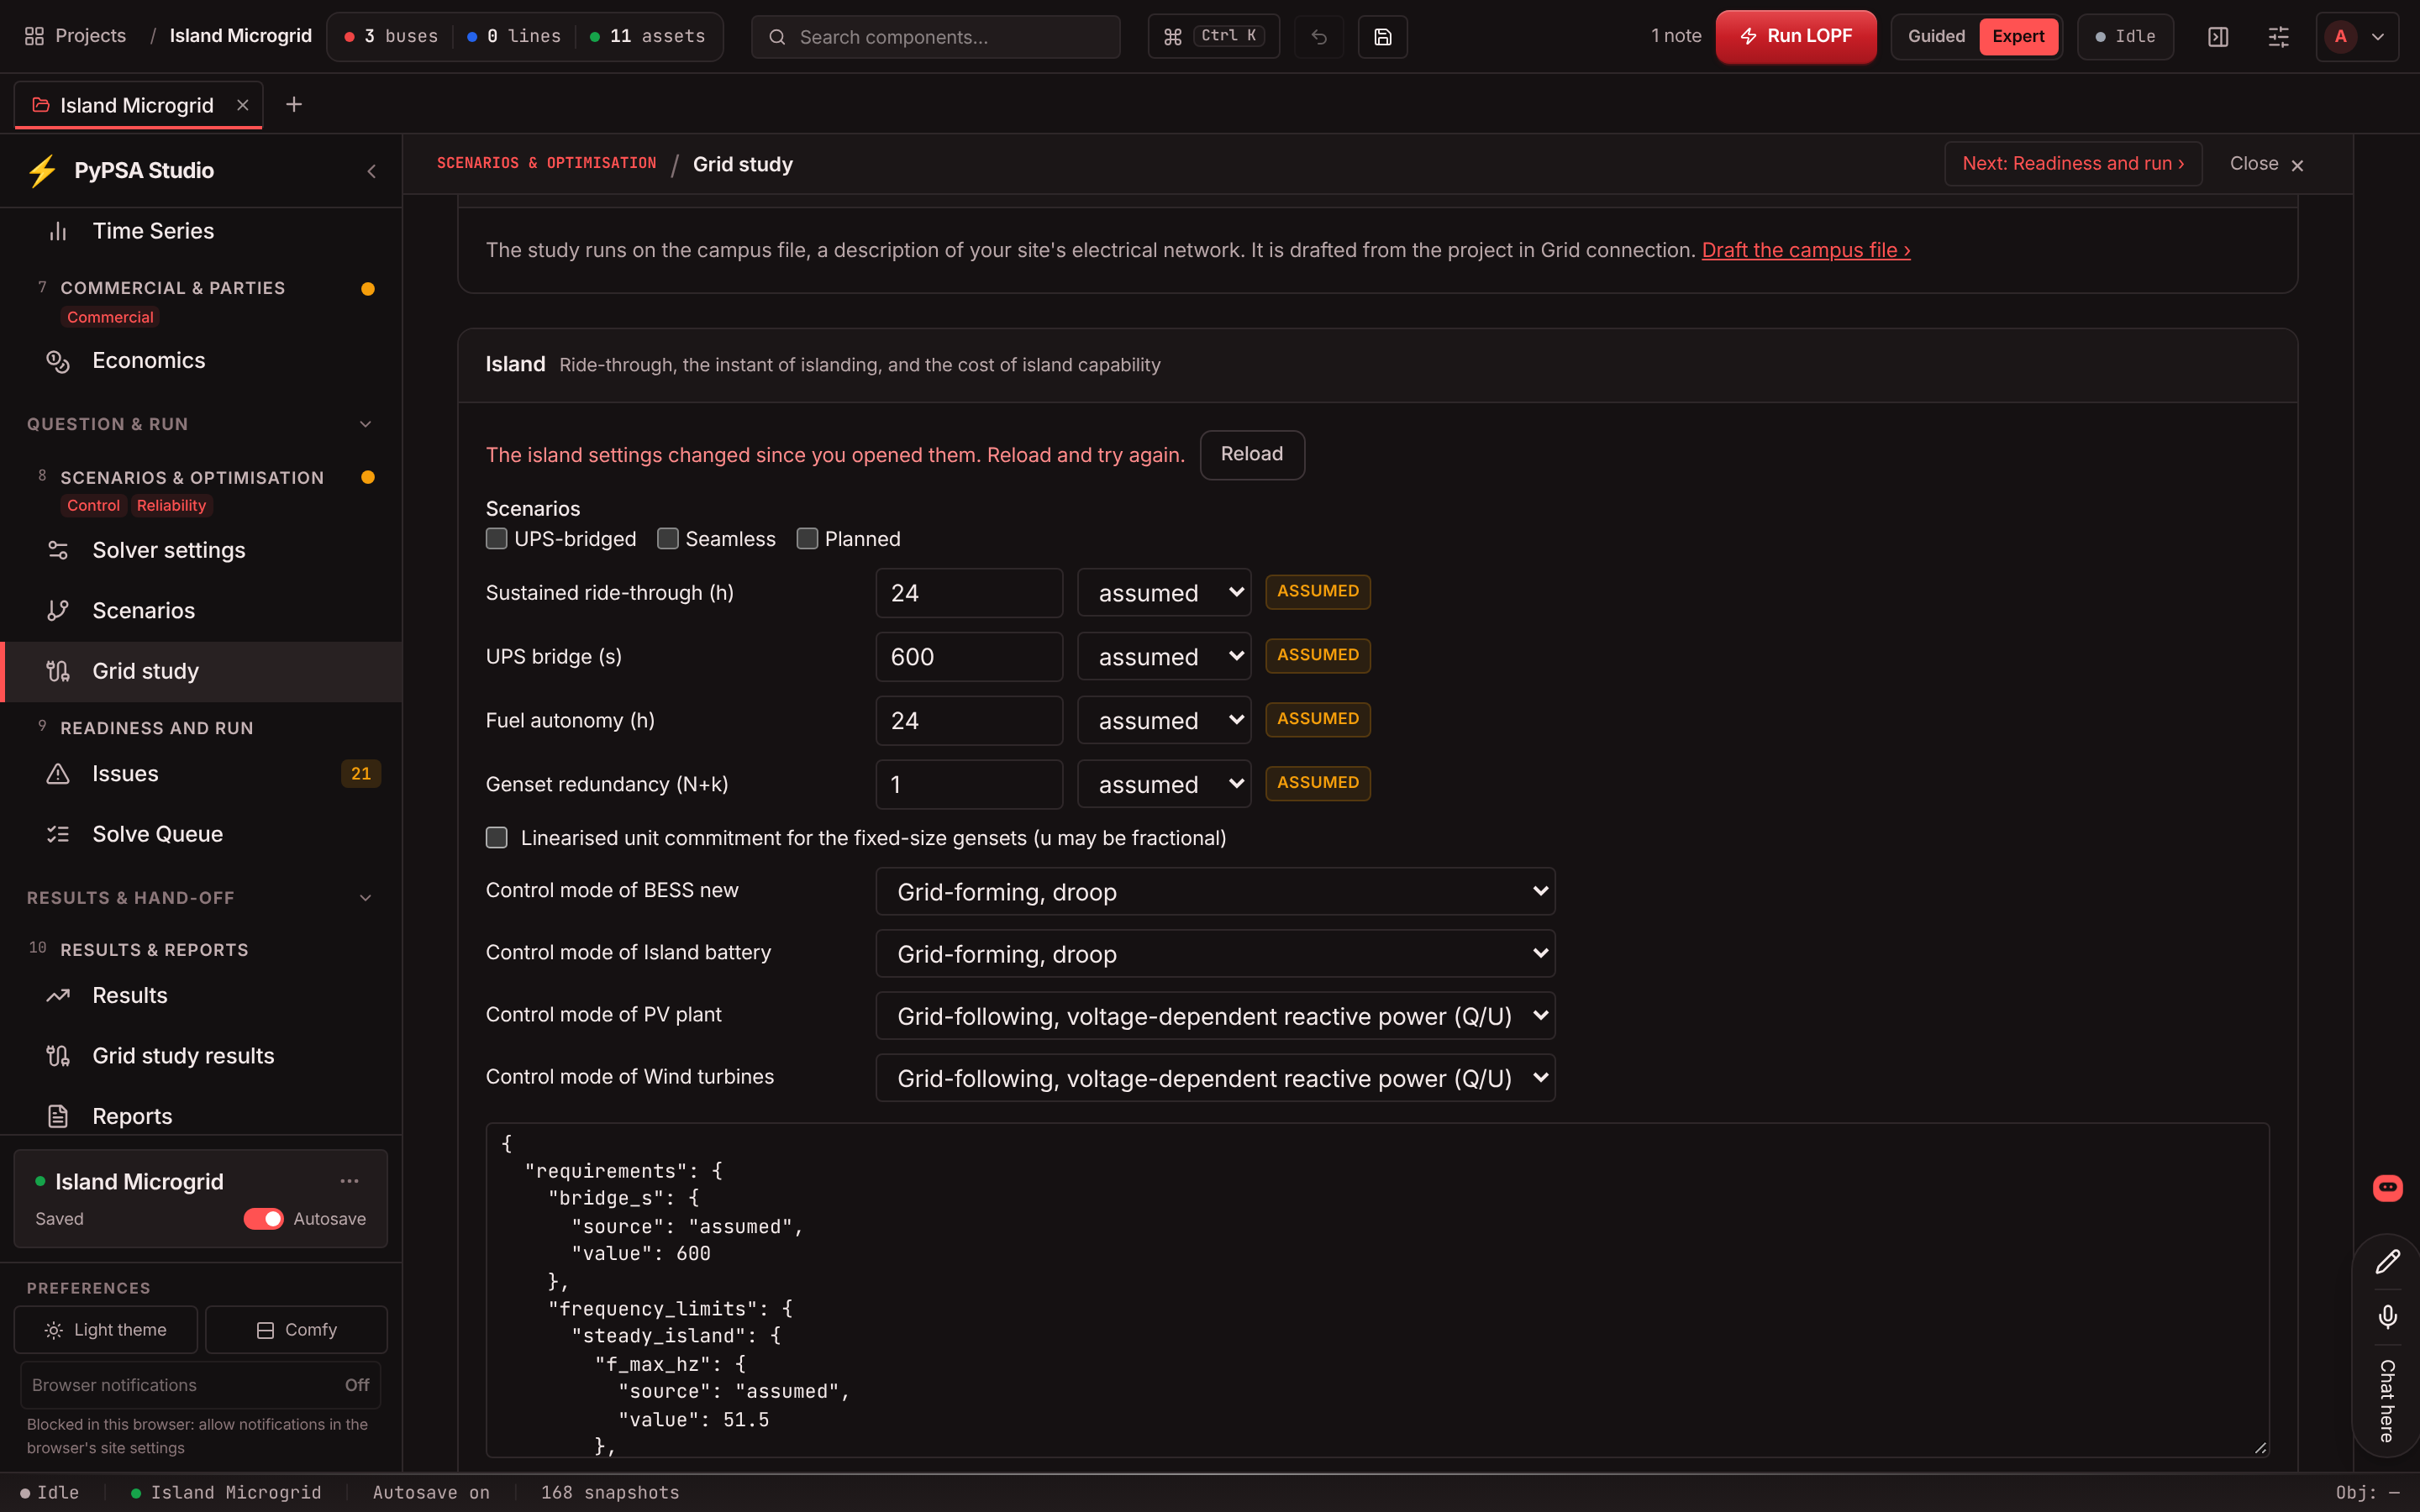 Projects / Island Microgrid
3 buses 0 lines 11 assets
Search components...
Ctrl K
1 note
Run LOPF
Guided Expert
Idle
A
Island Microgrid
PyPSA Studio
Time Series
7 COMMERCIAL & PARTIES
Commercial
Economics
QUESTION & RUN
8 SCENARIOS & OPTIMISATION
Control Reliability
Solver settings
Scenarios
Grid study
9 READINESS AND RUN
Issues 21
Solve Queue
RESULTS & HAND-OFF
10 RESULTS & REPORTS
Results
Grid study results
Reports
Island Microgrid ...
Saved Autosave
PREFERENCES
Light theme Comfy
Browser notifications Off
Blocked in this browser: allow notifications in the
browser's site settings
SCENARIOS & OPTIMISATION / Grid study
Next: Readiness and run ›
Close ×
The study runs on the campus file, a description of your site's electrical network. It is drafted from the project in Grid connection. Draft the campus file ›
Island Ride-through, the instant of islanding, and the cost of island capability
The island settings changed since you opened them. Reload and try again. Reload
Scenarios
UPS-bridged Seamless Planned
Sustained ride-through (h) 24 assumed ASSUMED
UPS bridge (s) 600 assumed ASSUMED
Fuel autonomy (h) 24 assumed ASSUMED
Genset redundancy (N+k) 1 assumed ASSUMED
Linearised unit commitment for the fixed-size gensets (u may be fractional)
Control mode of BESS new Grid-forming, droop
Control mode of Island battery Grid-forming, droop
Control mode of PV plant Grid-following, voltage-dependent reactive power (Q/U)
Control mode of Wind turbines Grid-following, voltage-dependent reactive power (Q/U)
{
"requirements": {
"bridge_s": {
"source": "assumed",
"value": 600
},
"frequency_limits": {
"steady_island": {
"f_max_hz": {
"source": "assumed",
"value": 51.5
},
Chat here
Idle Island Microgrid Autosave on 168 snapshots Obj: —